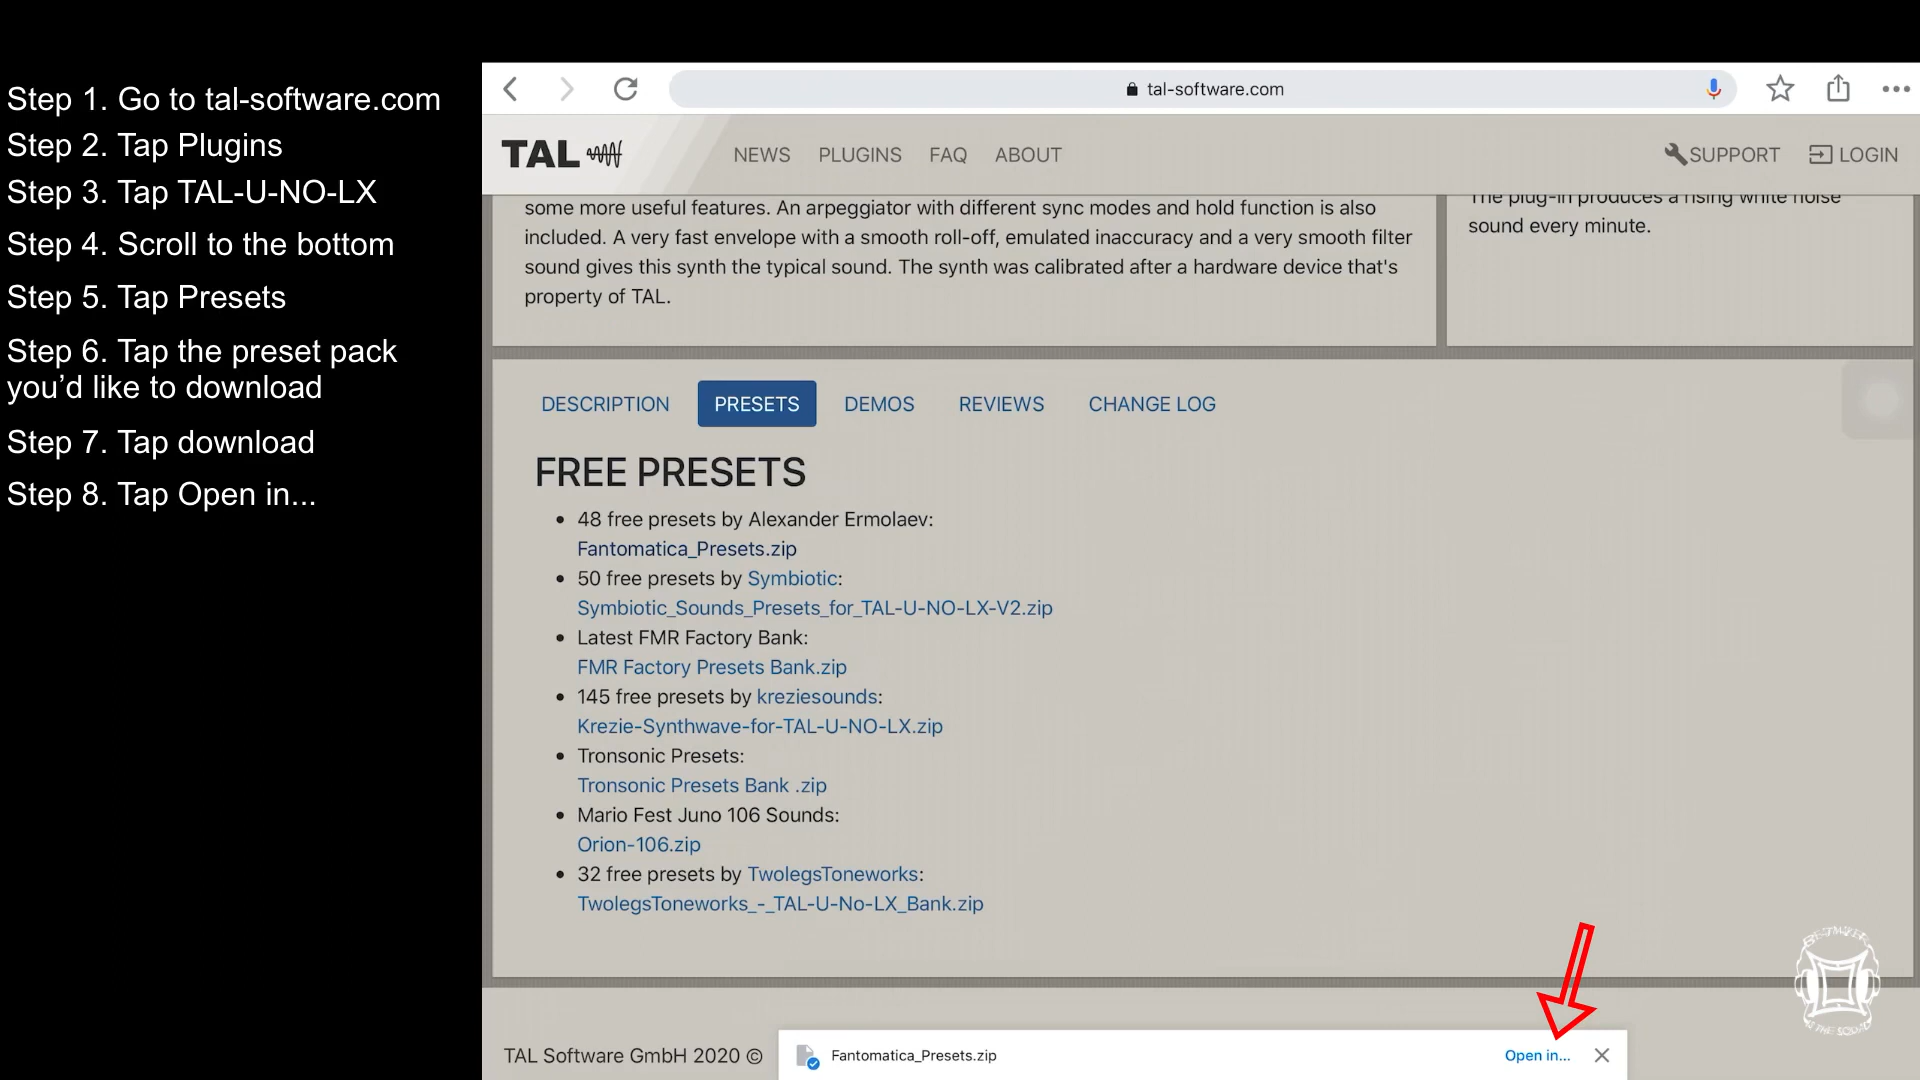 Step 1. Go to tal-software.com
Step 2. Tap Plugins
Step 3. Tap TAL-U-NO-LX
Step 4. Scroll to the bottom
Step 5. Tap Presets
Step 6. Tap the preset pack
you’d like to download
Step 7. Tap download
Step 8. Tap Open in...
tal-software.com
TAL
NEWS PLUGINS FAQ ABOUT
SUPPORT LOGIN
some more useful features. An arpeggiator with different sync modes and hold function is also
included. A very fast envelope with a smooth roll-off, emulated inaccuracy and a very smooth filter
sound gives this synth the typical sound. The synth was calibrated after a hardware device that's
property of TAL.
The plug-in produces a rising white noise
sound every minute.
DESCRIPTION PRESETS DEMOS REVIEWS CHANGE LOG
FREE PRESETS
• 48 free presets by Alexander Ermolaev:
Fantomatica_Presets.zip
• 50 free presets by Symbiotic:
Symbiotic_Sounds_Presets_for_TAL-U-NO-LX-V2.zip
• Latest FMR Factory Bank:
FMR Factory Presets Bank.zip
• 145 free presets by kreziesounds:
Krezie-Synthwave-for-TAL-U-NO-LX.zip
• Tronsonic Presets:
Tronsonic Presets Bank .zip
• Mario Fest Juno 106 Sounds:
Orion-106.zip
• 32 free presets by TwolegsToneworks:
TwolegsToneworks_-_TAL-U-No-LX_Bank.zip
TAL Software GmbH 2020 ©
Fantomatica_Presets.zip
Open in...